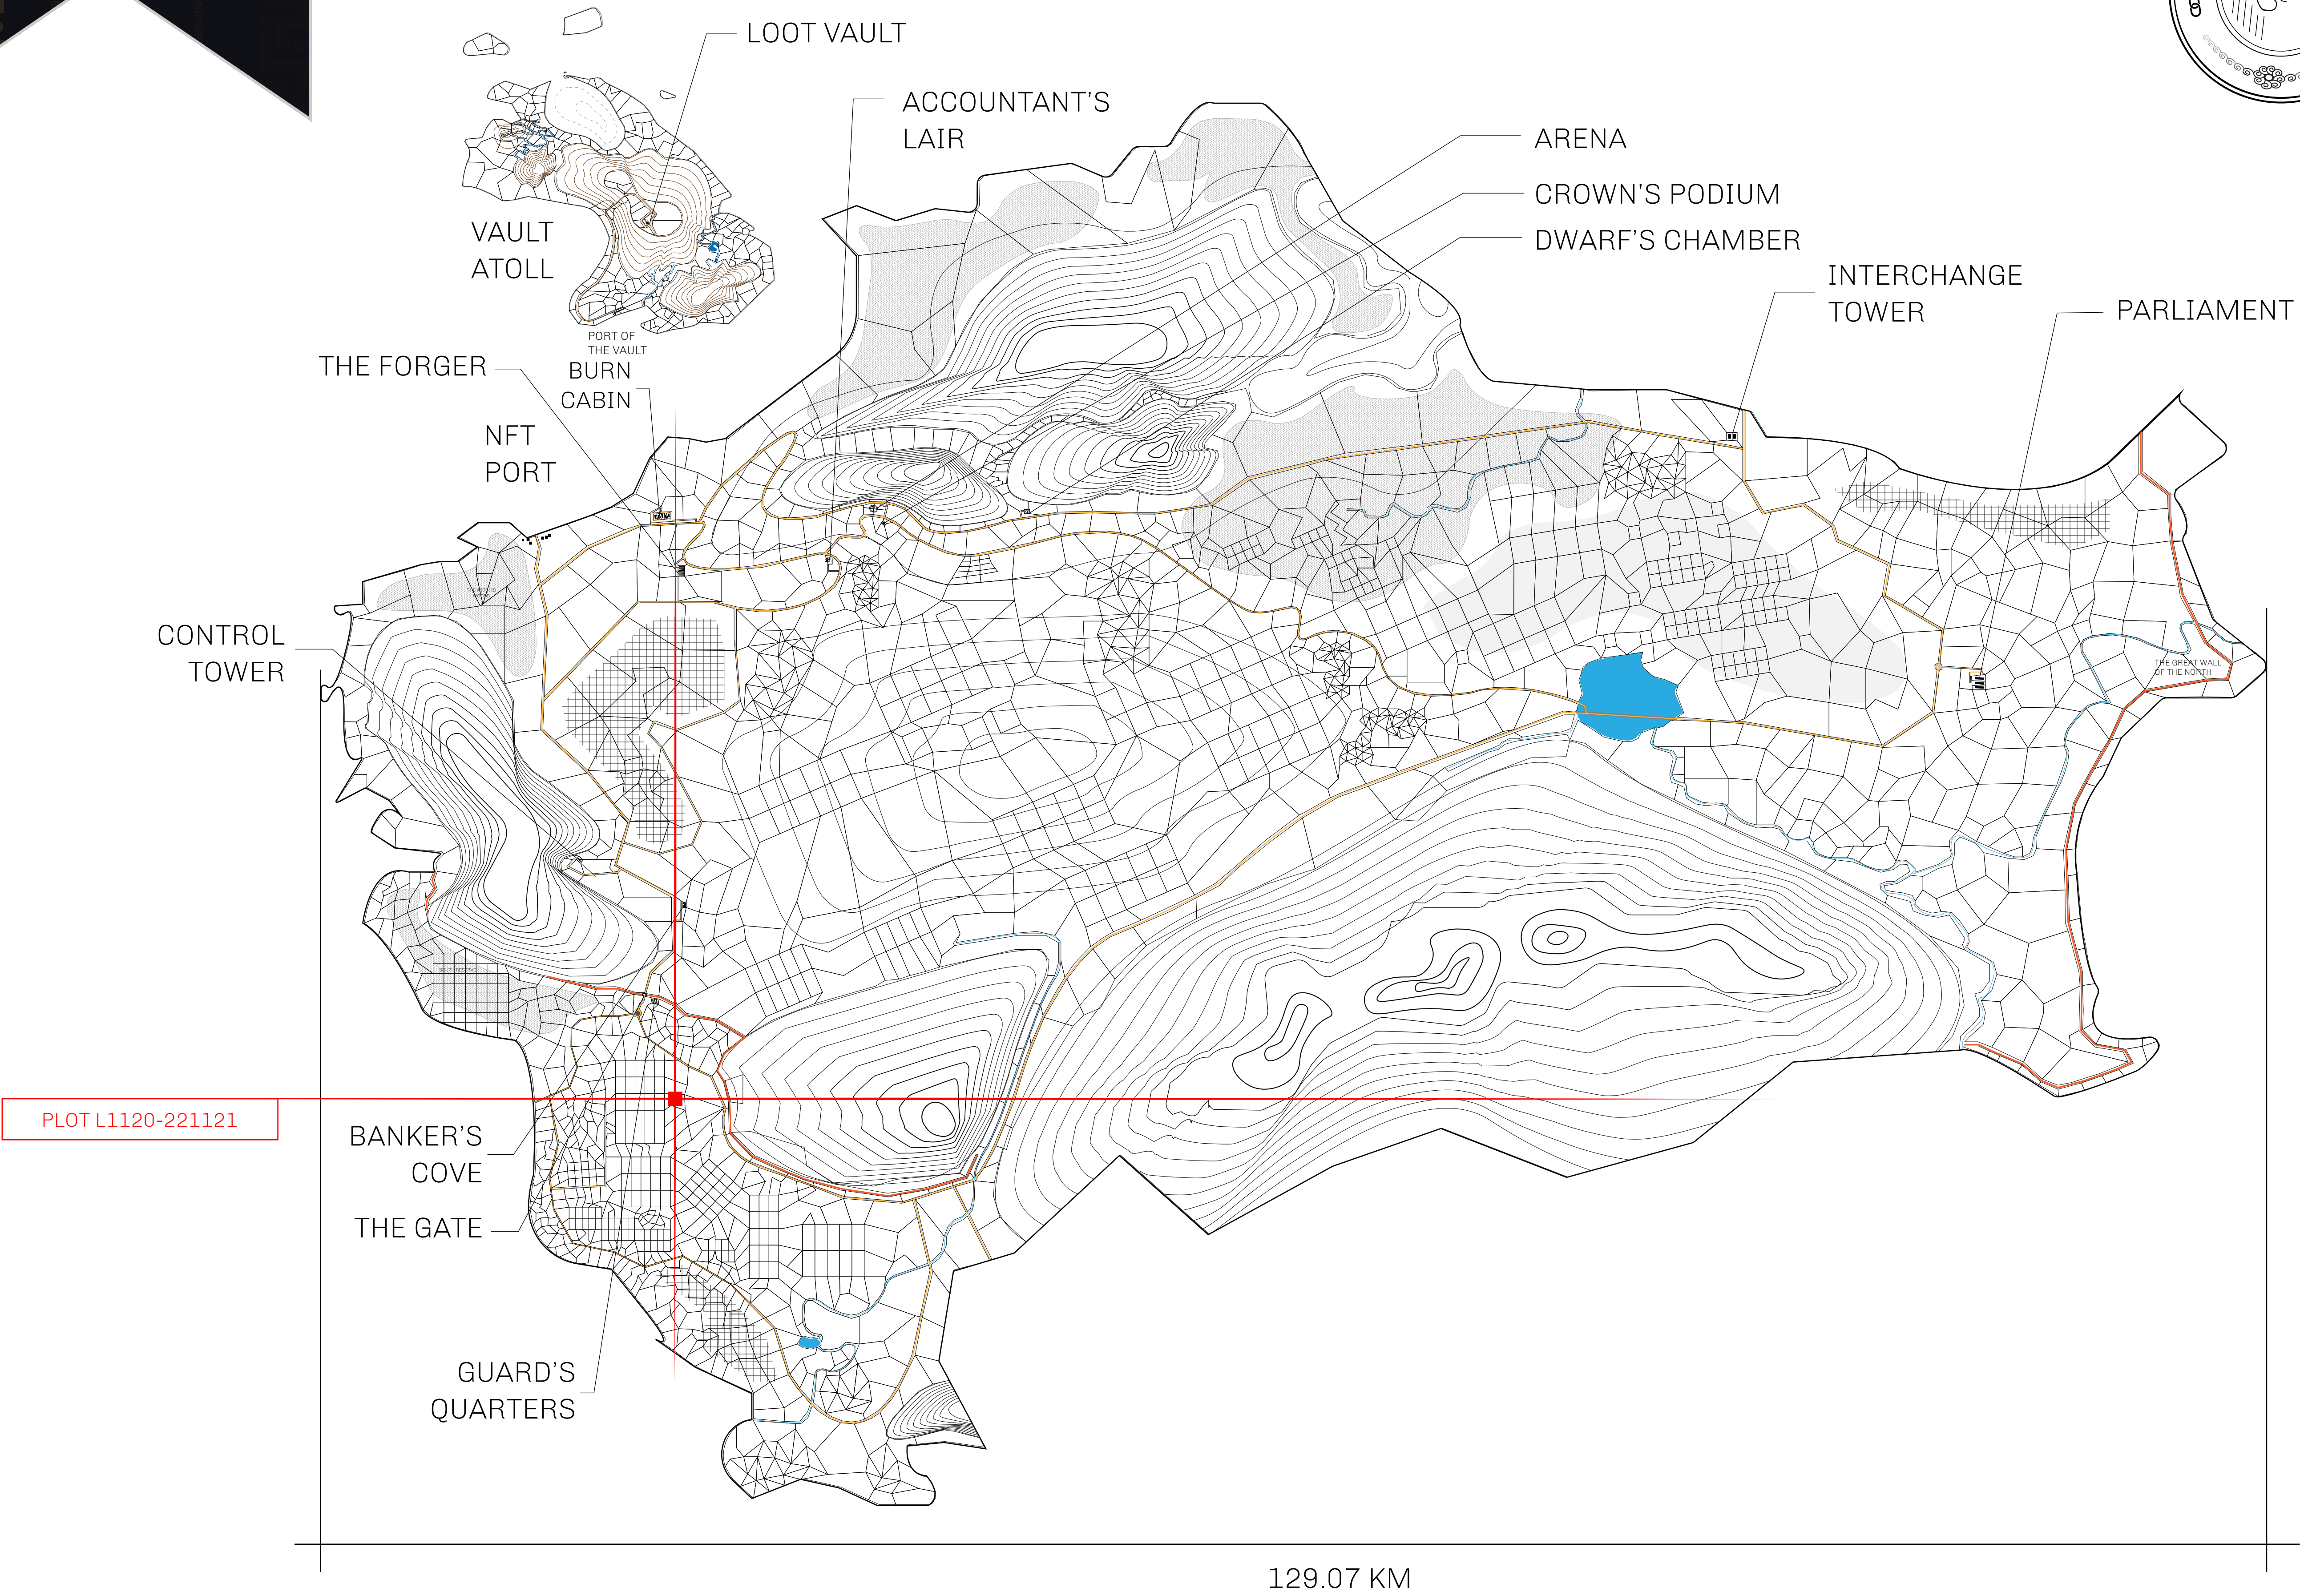 LOOT VAULT
ACCOUNTANT'S
LAIR
ARENA
CROWN'S PODIUM
DWARF'S CHAMBER
INTERCHANGE
TOWER
PARLIAMENT
VAULT
ATOLL
PORT OF
THE VAULT
THE FORGER
BURN
CABIN
NFT
PORT
CONTROL
TOWER
THE GREAT WALL
OF THE NORTH
SOUTH RESERVE
PLOT L1120-221121
BANKER'S
COVE
THE GATE
GUARD'S
QUARTERS
129.07 KM